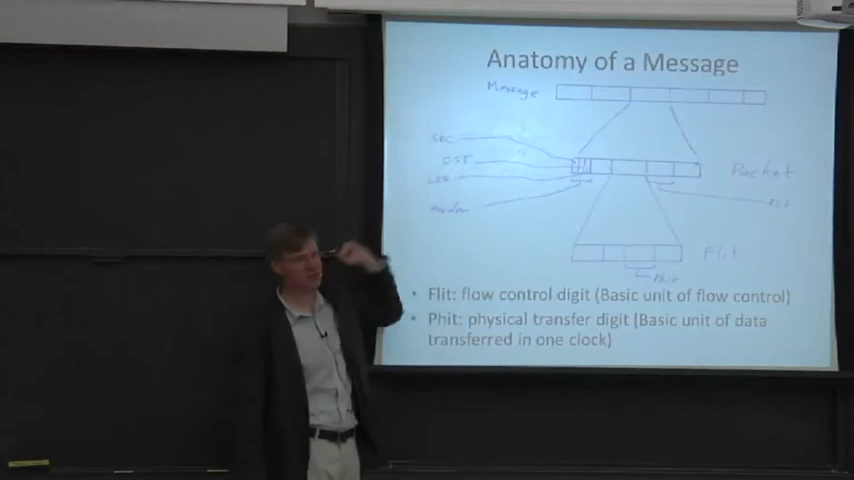 Anatomy of a Message
Message
SRC
DST
Packet
LEN
Flit
Phit
• Flit: flow control digit (Basic unit of flow control)
• Phit: physical transfer digit (Basic unit of data
transferred in one clock)